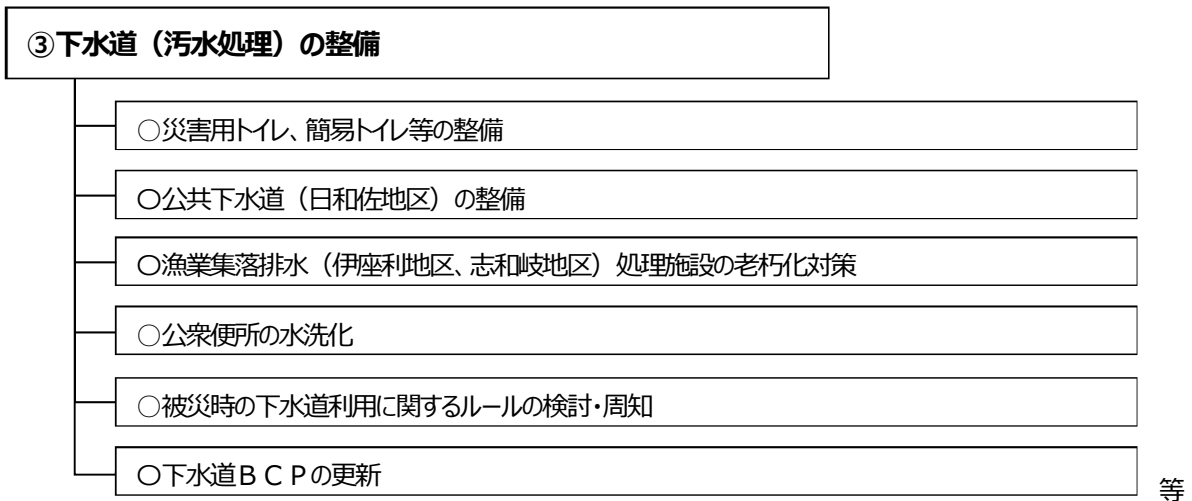 ③下水道（汚水処理）の整備
○災害用トイレ、簡易トイレ等の整備
○公共下水道（日和佐地区）の整備
○漁業集落排水（伊座利地区、志和岐地区）処理施設の老朽化対策
○公衆便所の水洗化
○被災時の下水道利用に関するルールの検討・周知
○下水道ＢＣＰの更新
等